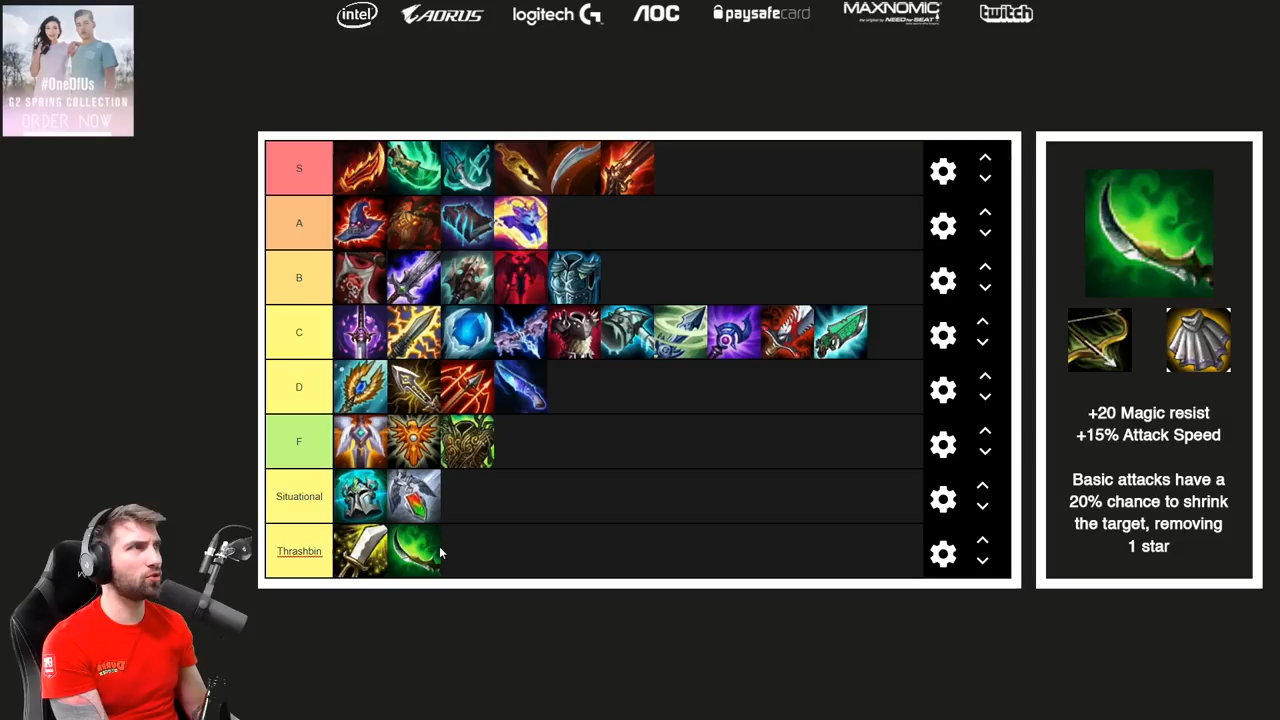 intel
AORUS
logitech G
AOC
paysafecard
MAXNOMIC
twitch
#OneOfUs
G2 SPRING COLLECTION
ORDER NOW
S
A
B
C
D
F
Situational
Thrashbin
+20 Magic resist
+15% Attack Speed
Basic attacks have a
20% chance to shrink
the target, removing
1 star